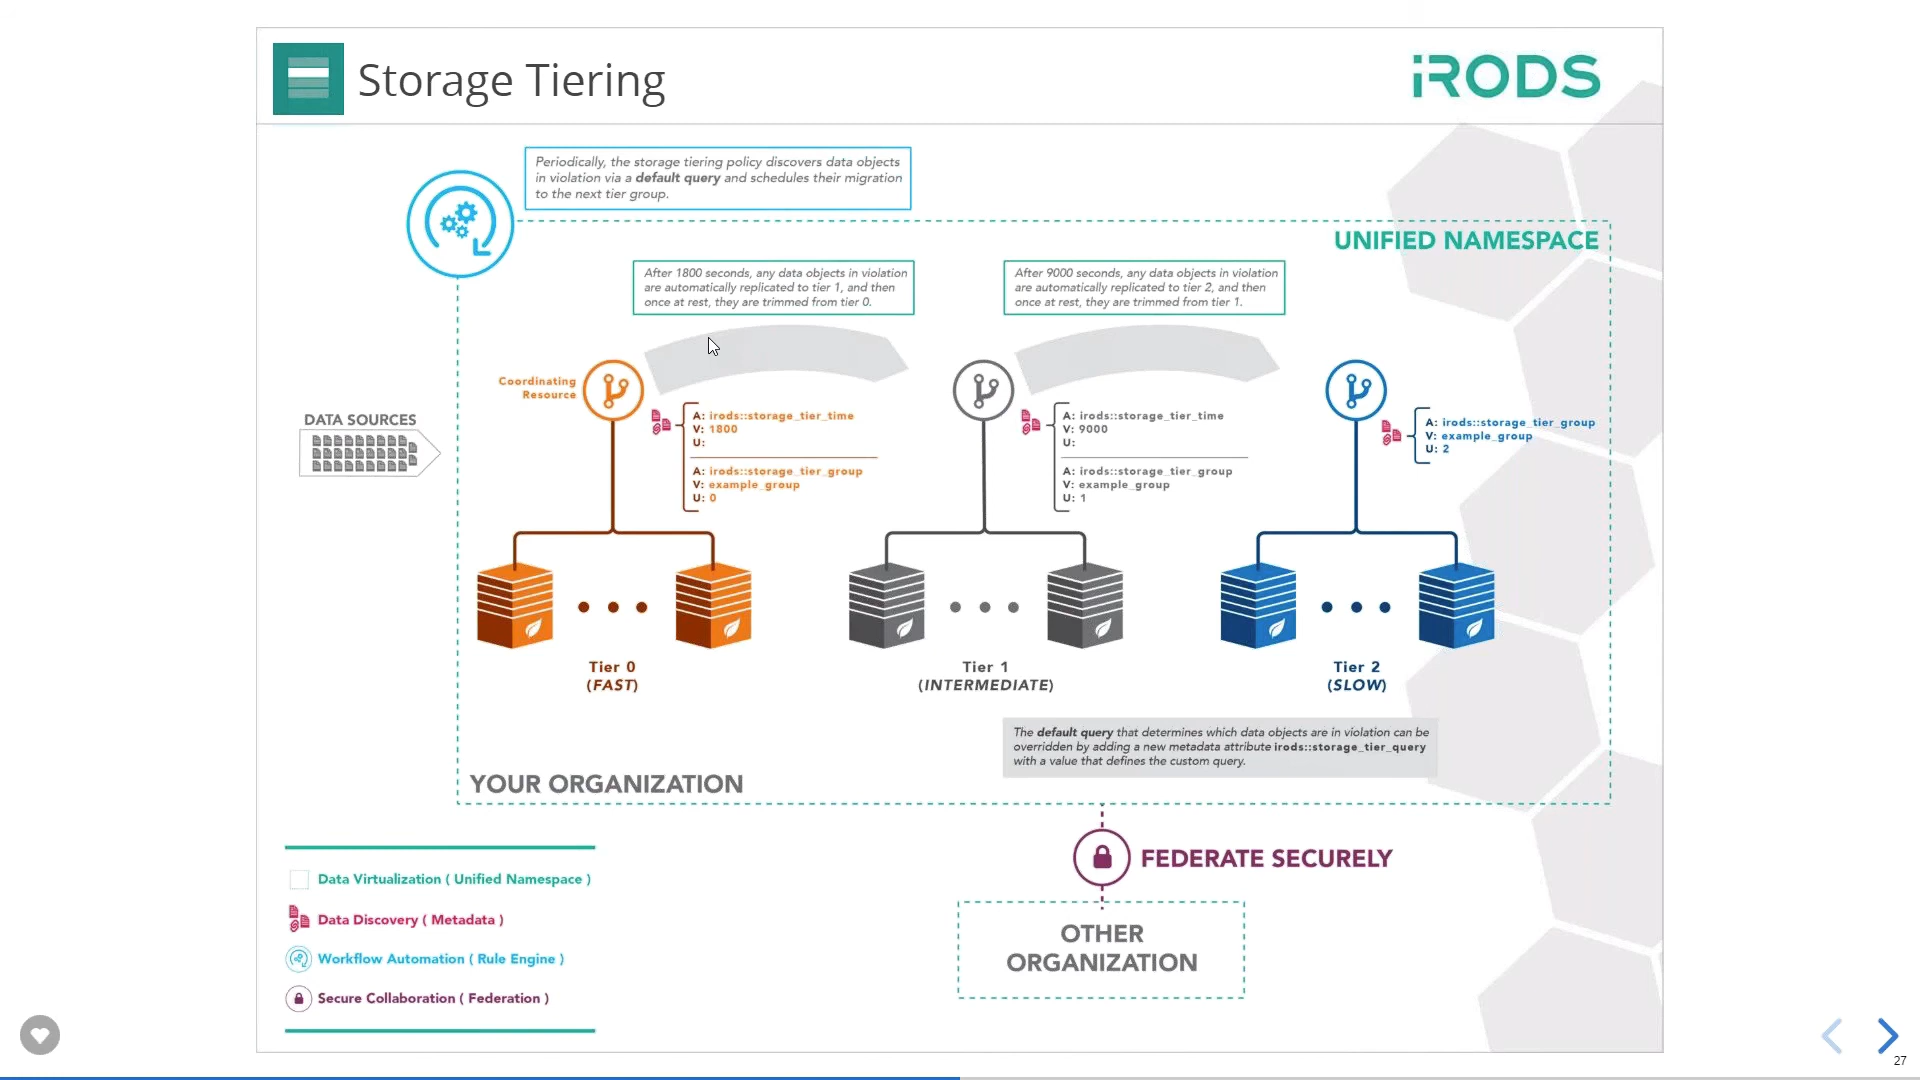 Storage Tiering
iRODS
Periodically, the storage tiering policy discovers data objects
in violation via a default query and schedules their migration
to the next tier group.
UNIFIED NAMESPACE
After 1800 seconds, any data objects in violation
are automatically replicated to tier 1, and then
once at rest, they are trimmed from tier 0.
After 9000 seconds, any data objects in violation
are automatically replicated to tier 2, and then
once at rest, they are trimmed from tier 1.
DATA SOURCES
Coordinating
Resource
A: irods::storage_tier_time
V: 1800
U:
A: irods::storage_tier_group
V: example_group
U: 0
A: irods::storage_tier_time
V: 9000
U:
A: irods::storage_tier_group
V: example_group
U: 1
A: irods::storage_tier_group
V: example_group
U: 2
Tier 0
(FAST)
Tier 1
(INTERMEDIATE)
Tier 2
(SLOW)
The default query that determines which data objects are in violation can be
overridden by adding a new metadata attribute irods::storage_tier_query
with a value that defines the custom query.
YOUR ORGANIZATION
FEDERATE SECURELY
OTHER
ORGANIZATION
Data Virtualization ( Unified Namespace )
Data Discovery ( Metadata )
Workflow Automation ( Rule Engine )
Secure Collaboration ( Federation )
27